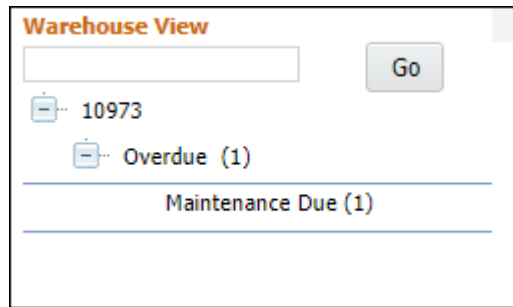 Warehouse View
Go
10973
Overdue (1)
Maintenance Due (1)